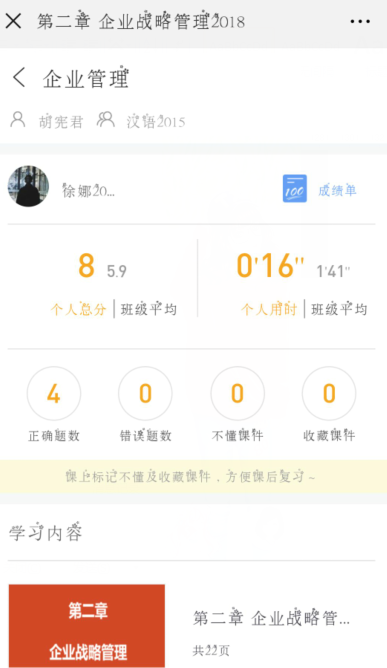 第二章 企业战略管理2018
企业管理
胡宪君 汉语2015
徐娜20...
100 成绩单
8 5.9 0'16'' 1'41''
个人总分 班级平均 个人用时 班级平均
4 0 0 0
正确题数 错误题数 不懂课件 收藏课件
课上标记不懂及收藏课件，方便课后复习~
学习内容
第二章
企业战略管理
第二章 企业战略管...
共22页